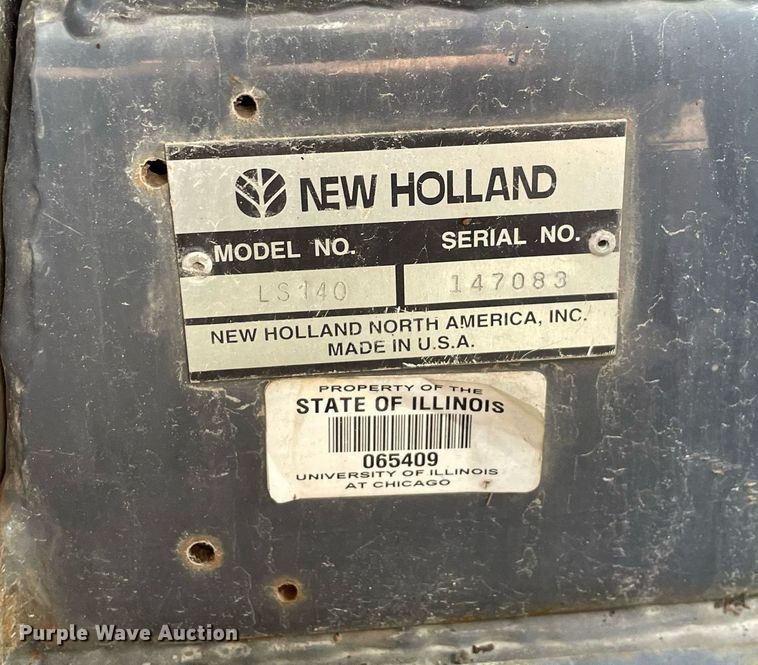 NEW HOLLAND
MODEL NO. SERIAL NO.
LS140 147083
NEW HOLLAND NORTH AMERICA, INC.
MADE IN U.S.A.
PROPERTY OF THE
STATE OF ILLINOIS
065409
UNIVERSITY OF ILLINOIS
AT CHICAGO
Purple Wave Auction